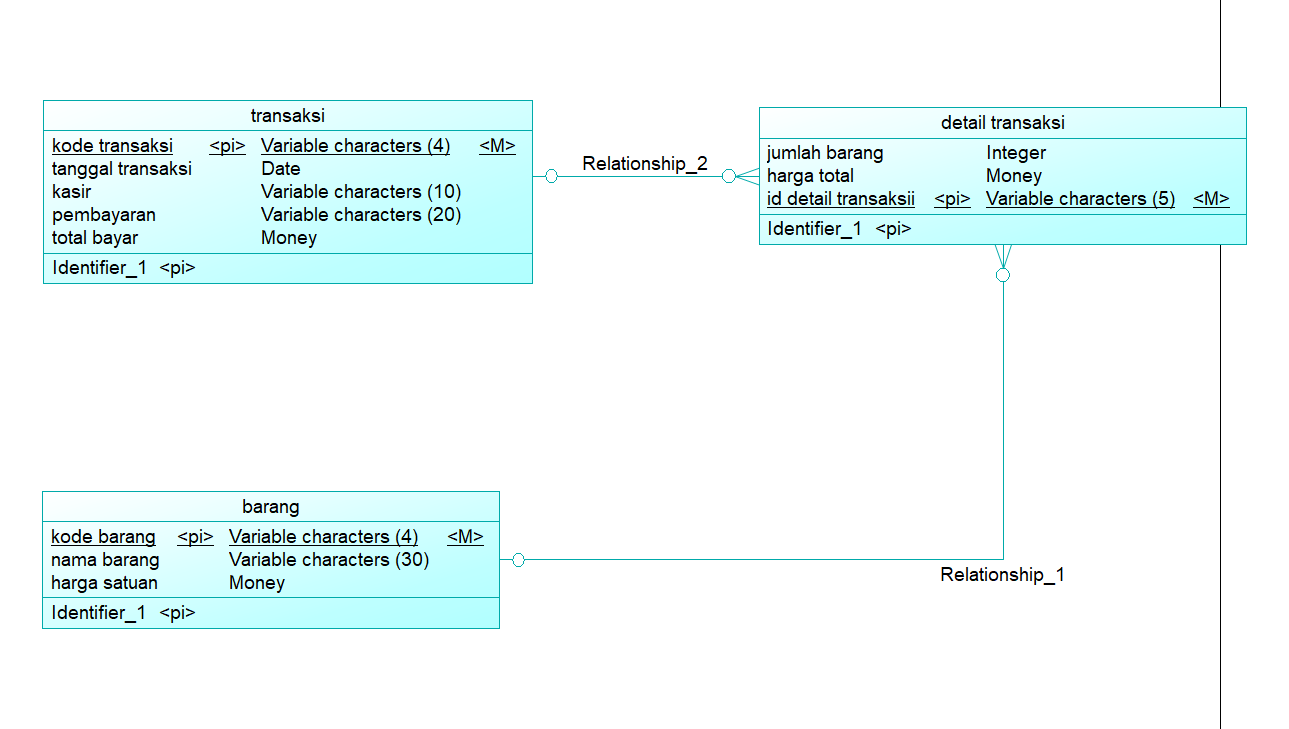 transaksi
kode transaksi <pi> Variable characters (4) <M>
tanggal transaksi Date
kasir Variable characters (10)
pembayaran Variable characters (20)
total bayar Money
Identifier_1 <pi>
Relationship_2
detail transaksi
jumlah barang Integer
harga total Money
id detail transaksii <pi> Variable characters (5) <M>
Identifier_1 <pi>
barang
kode barang <pi> Variable characters (4) <M>
nama barang Variable characters (30)
harga satuan Money
Identifier_1 <pi>
Relationship_1